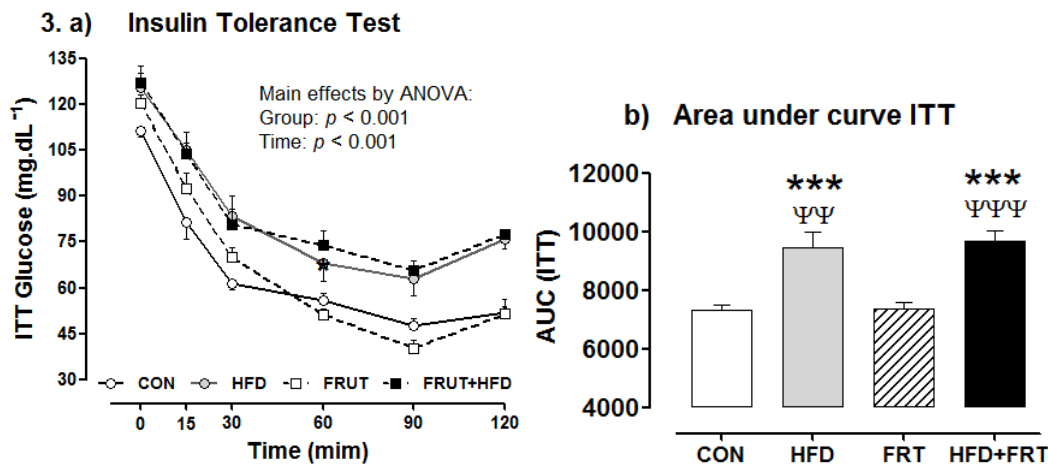 3. a) Insulin Tolerance Test
ITT Glucose (mg.dL⁻¹)
135
120
105
90
75
60
45
30
Main effects by ANOVA:
Group: p < 0.001
Time: p < 0.001
*
CON HFD FRUT FRUT+HFD
0 15 30 60 90 120
Time (mim)
b) Area under curve ITT
AUC (ITT)
12000
10000
8000
6000
4000
*** ***
ΨΨ ΨΨΨ
CON HFD FRT HFD+FRT